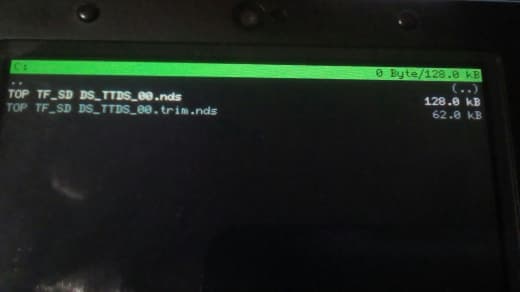 C: 0 Byte/128.0 kB
.. (..)
TOP TF_SD DS_TTDS_00.nds 128.0 kB
TOP TF_SD DS_TTDS_00.trim.nds 62.0 kB